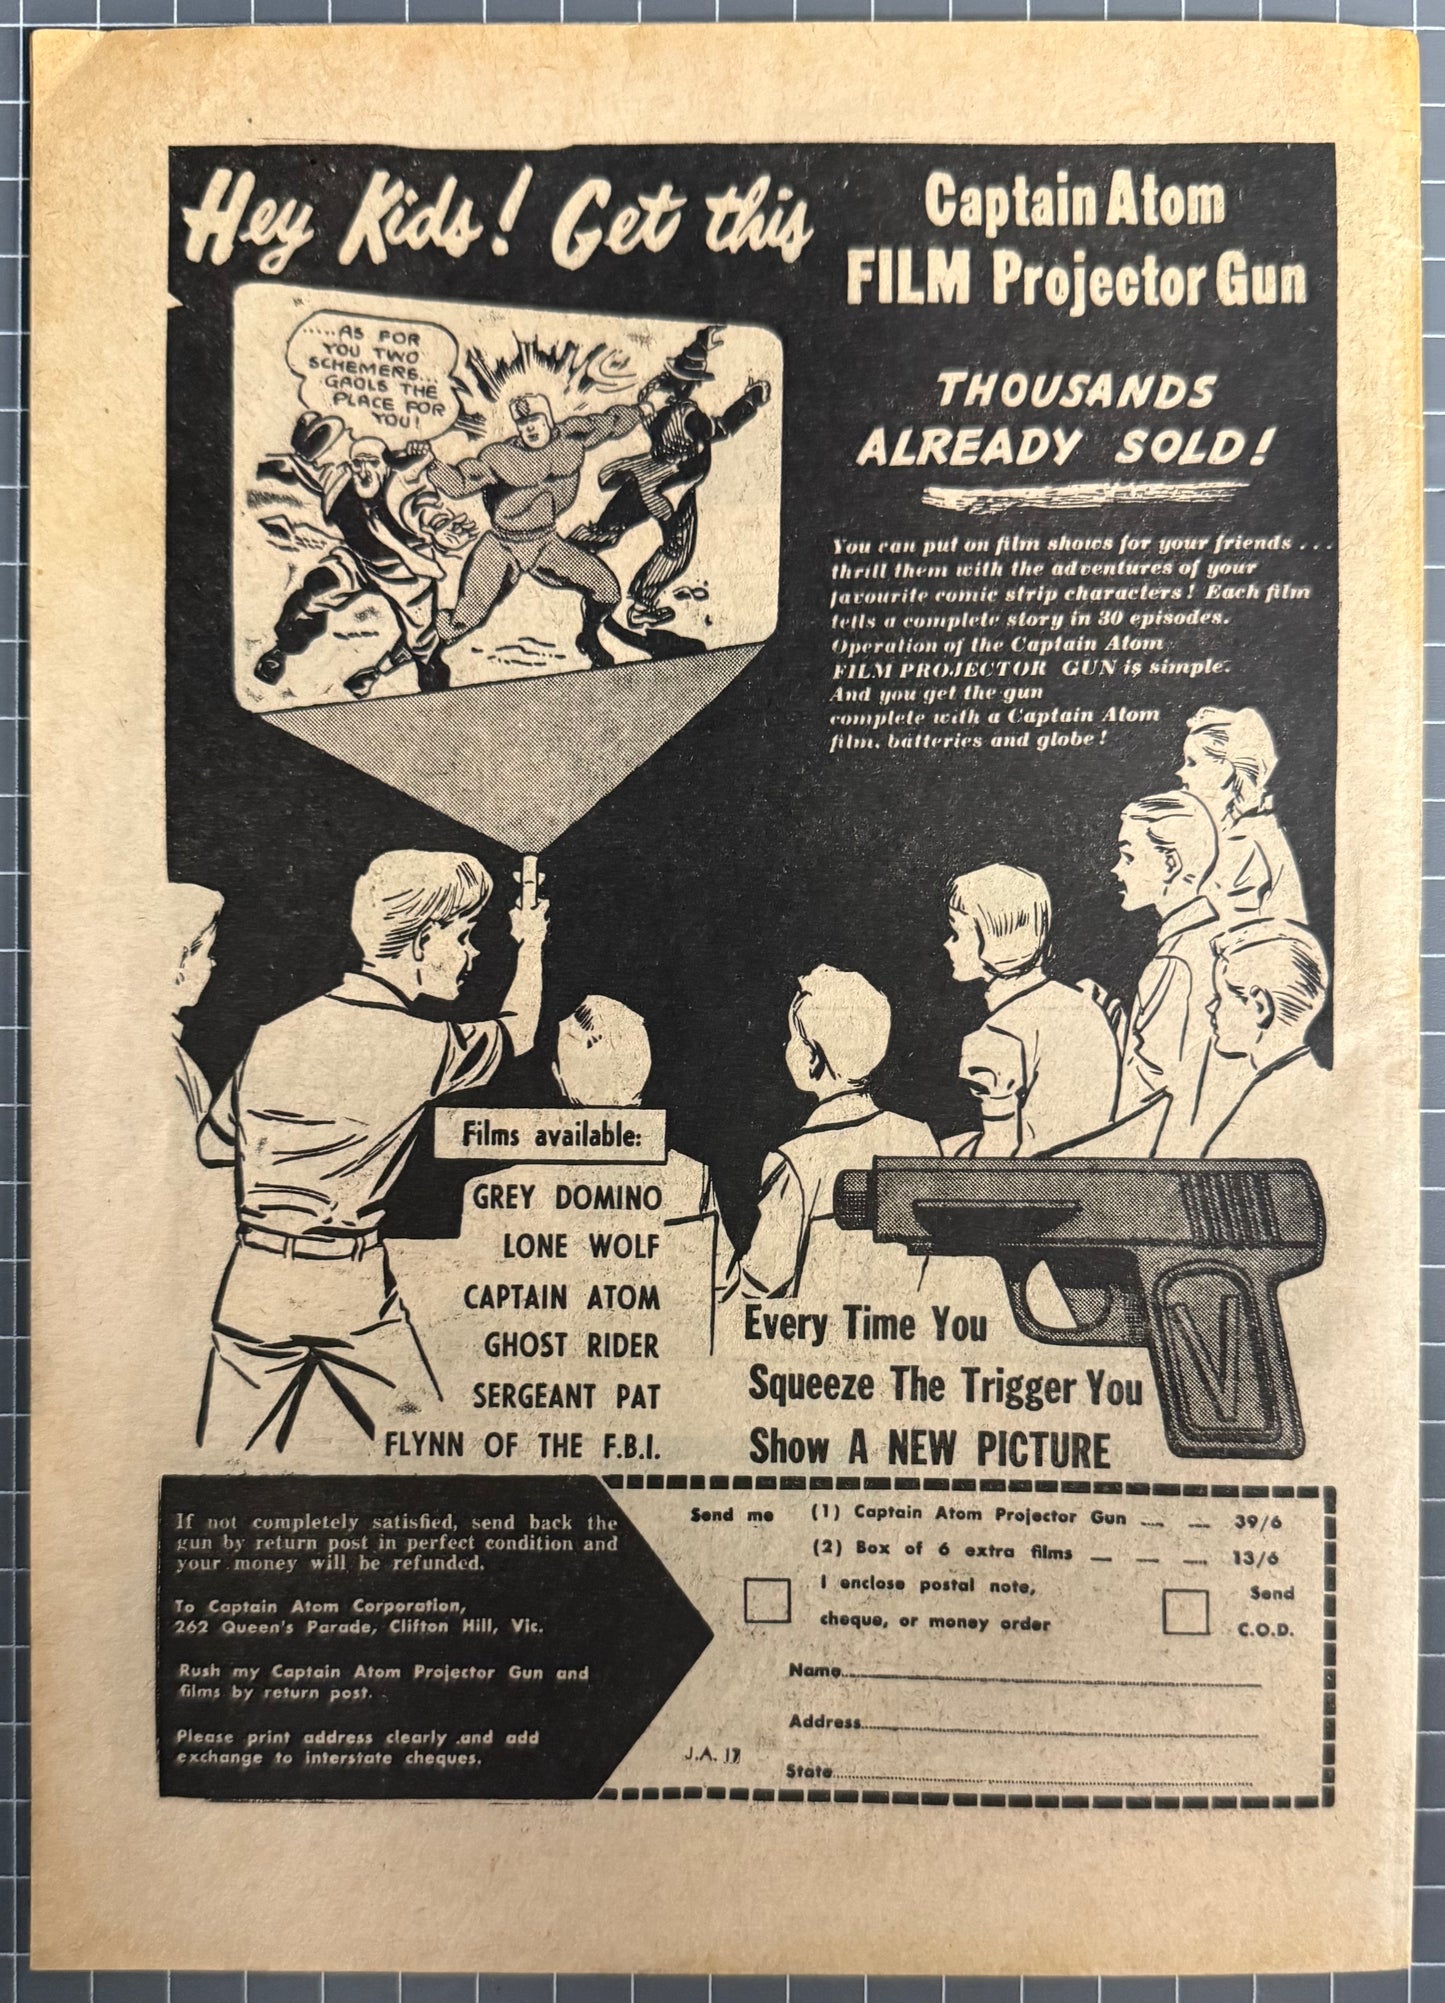 Hey Kids! Get this
Captain Atom
FILM Projector Gun
.....AS FOR
YOU TWO
SCHEMERS...
GAOLS THE
PLACE FOR
YOU!
THOUSANDS
ALREADY SOLD!
You can put on film shows for your friends . . .
thrill them with the adventures of your
favourite comic strip characters! Each film
tells a complete story in 30 episodes.
Operation of the Captain Atom
FILM PROJECTOR GUN is simple.
And you get the gun
complete with a Captain Atom
film, batteries and globe!
Films available:
GREY DOMINO
LONE WOLF
CAPTAIN ATOM
GHOST RIDER
SERGEANT PAT
FLYNN OF THE F.B.I.
Every Time You
Squeeze The Trigger You
Show A NEW PICTURE
If not completely satisfied, send back the
gun by return post in perfect condition and
your money will be refunded.
To Captain Atom Corporation,
262 Queen's Parade, Clifton Hill, Vic.
Rush my Captain Atom Projector Gun and
films by return post.
Please print address clearly and add
exchange to interstate cheques.
Send me (1) Captain Atom Projector Gun — — 39/6
(2) Box of 6 extra films — — — 13/6
I enclose postal note,
cheque, or money order
Send
C.O.D.
Name
Address
J.A. 17
State